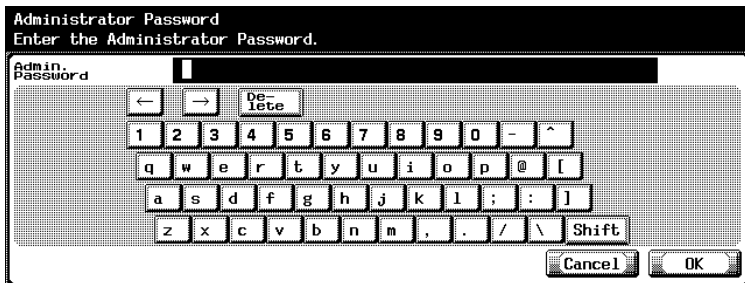 Administrator Password
Enter the Administrator Password.
Admin.
Password
← → De-
lete
1 2 3 4 5 6 7 8 9 0 - ^
q w e r t y u i o p @ [
a s d f g h j k l ; : ]
z x c v b n m , . / \ Shift
Cancel OK